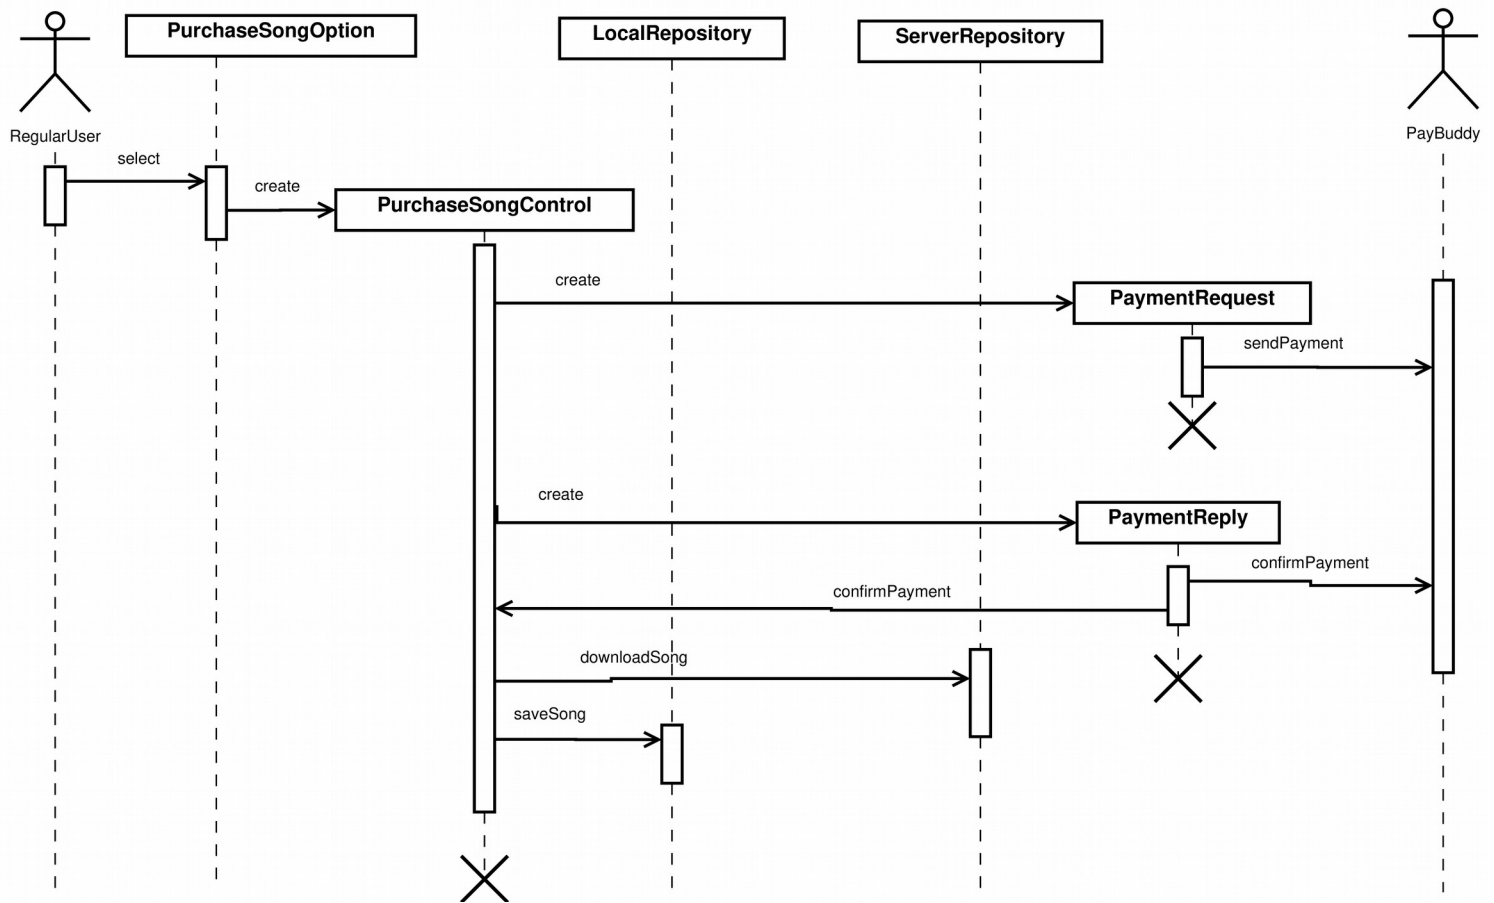 PurchaseSongOption
LocalRepository
ServerRepository
RegularUser
PayBuddy
select
create
PurchaseSongControl
create
PaymentRequest
sendPayment
create
PaymentReply
confirmPayment
confirmPayment
downloadSong
saveSong